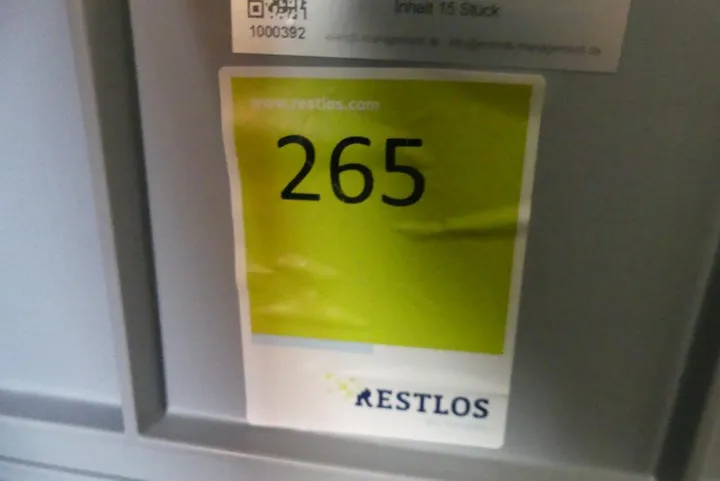 Inhalt 15 Stück
1000392
www.restlos.com
265
RESTLOS